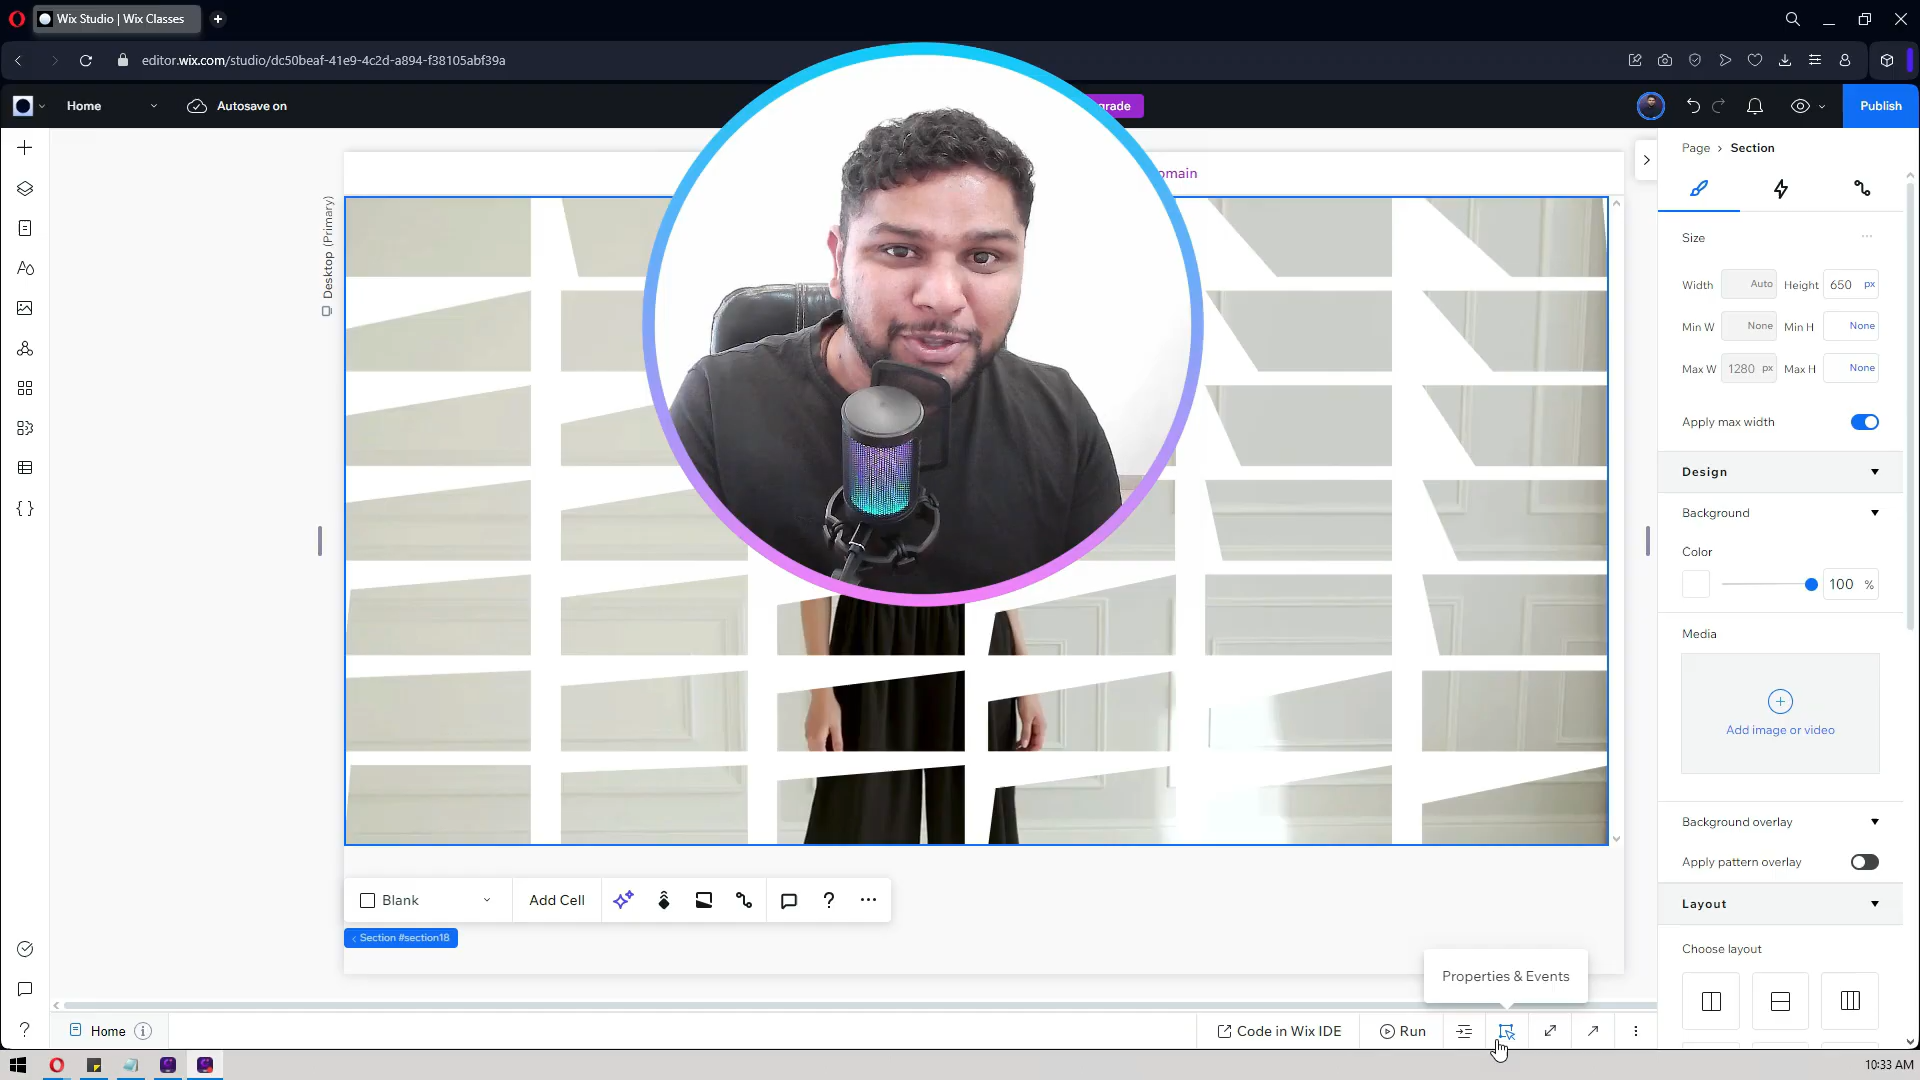 Wix Studio | Wix Classes
editor.wix.com/studio/dc50beaf-41e9-4c2d-a894-f38105abf39a
Home
Autosave on
grade
Publish
omain
Desktop (Primary)
Page > Section
Size
Width Auto Height 650 px
Min W None Min H None
Max W 1280 px Max H None
Apply max width
Design
Background
Color
100 %
Media
Add image or video
Background overlay
Apply pattern overlay
Layout
Choose layout
Blank
Add Cell
< Section #section18
Properties & Events
Home
Code in Wix IDE
Run
10:33 AM